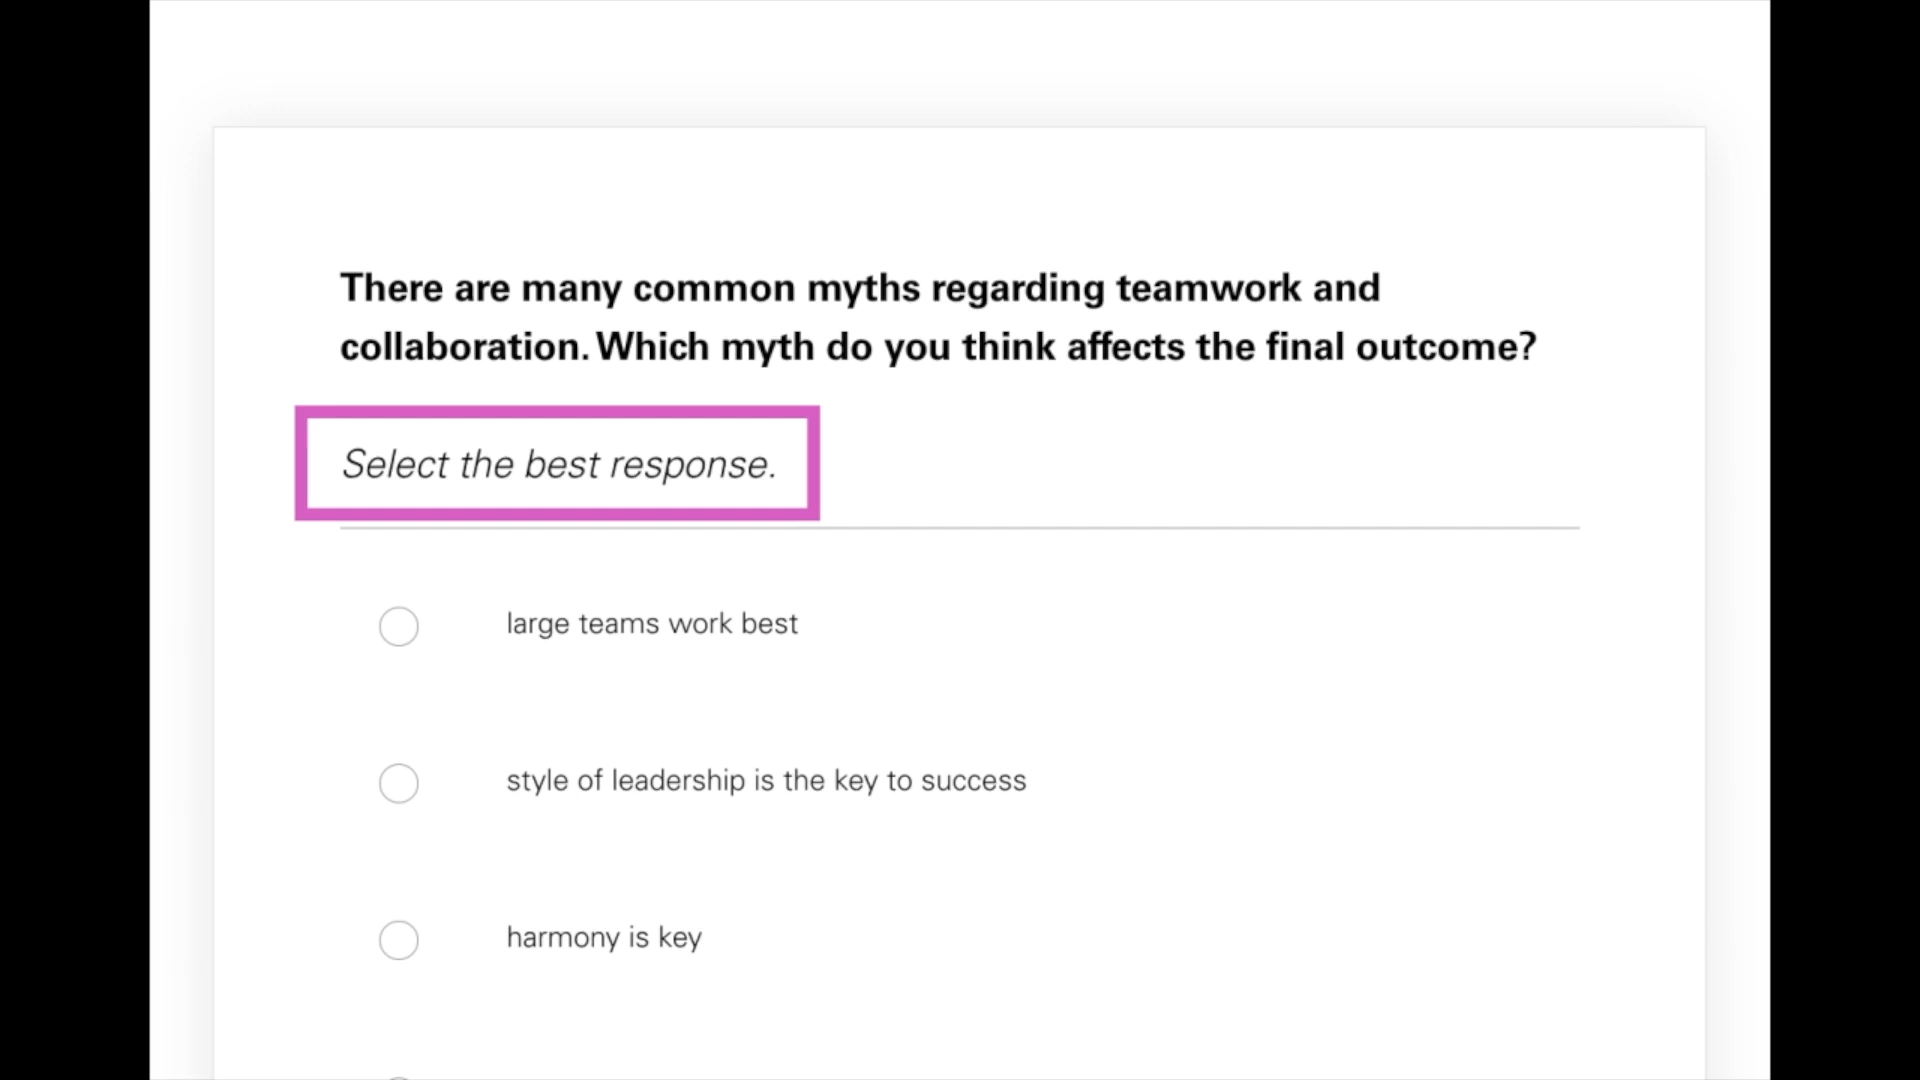 There are many common myths regarding teamwork and
collaboration. Which myth do you think affects the final outcome?
Select the best response.
large teams work best
style of leadership is the key to success
harmony is key